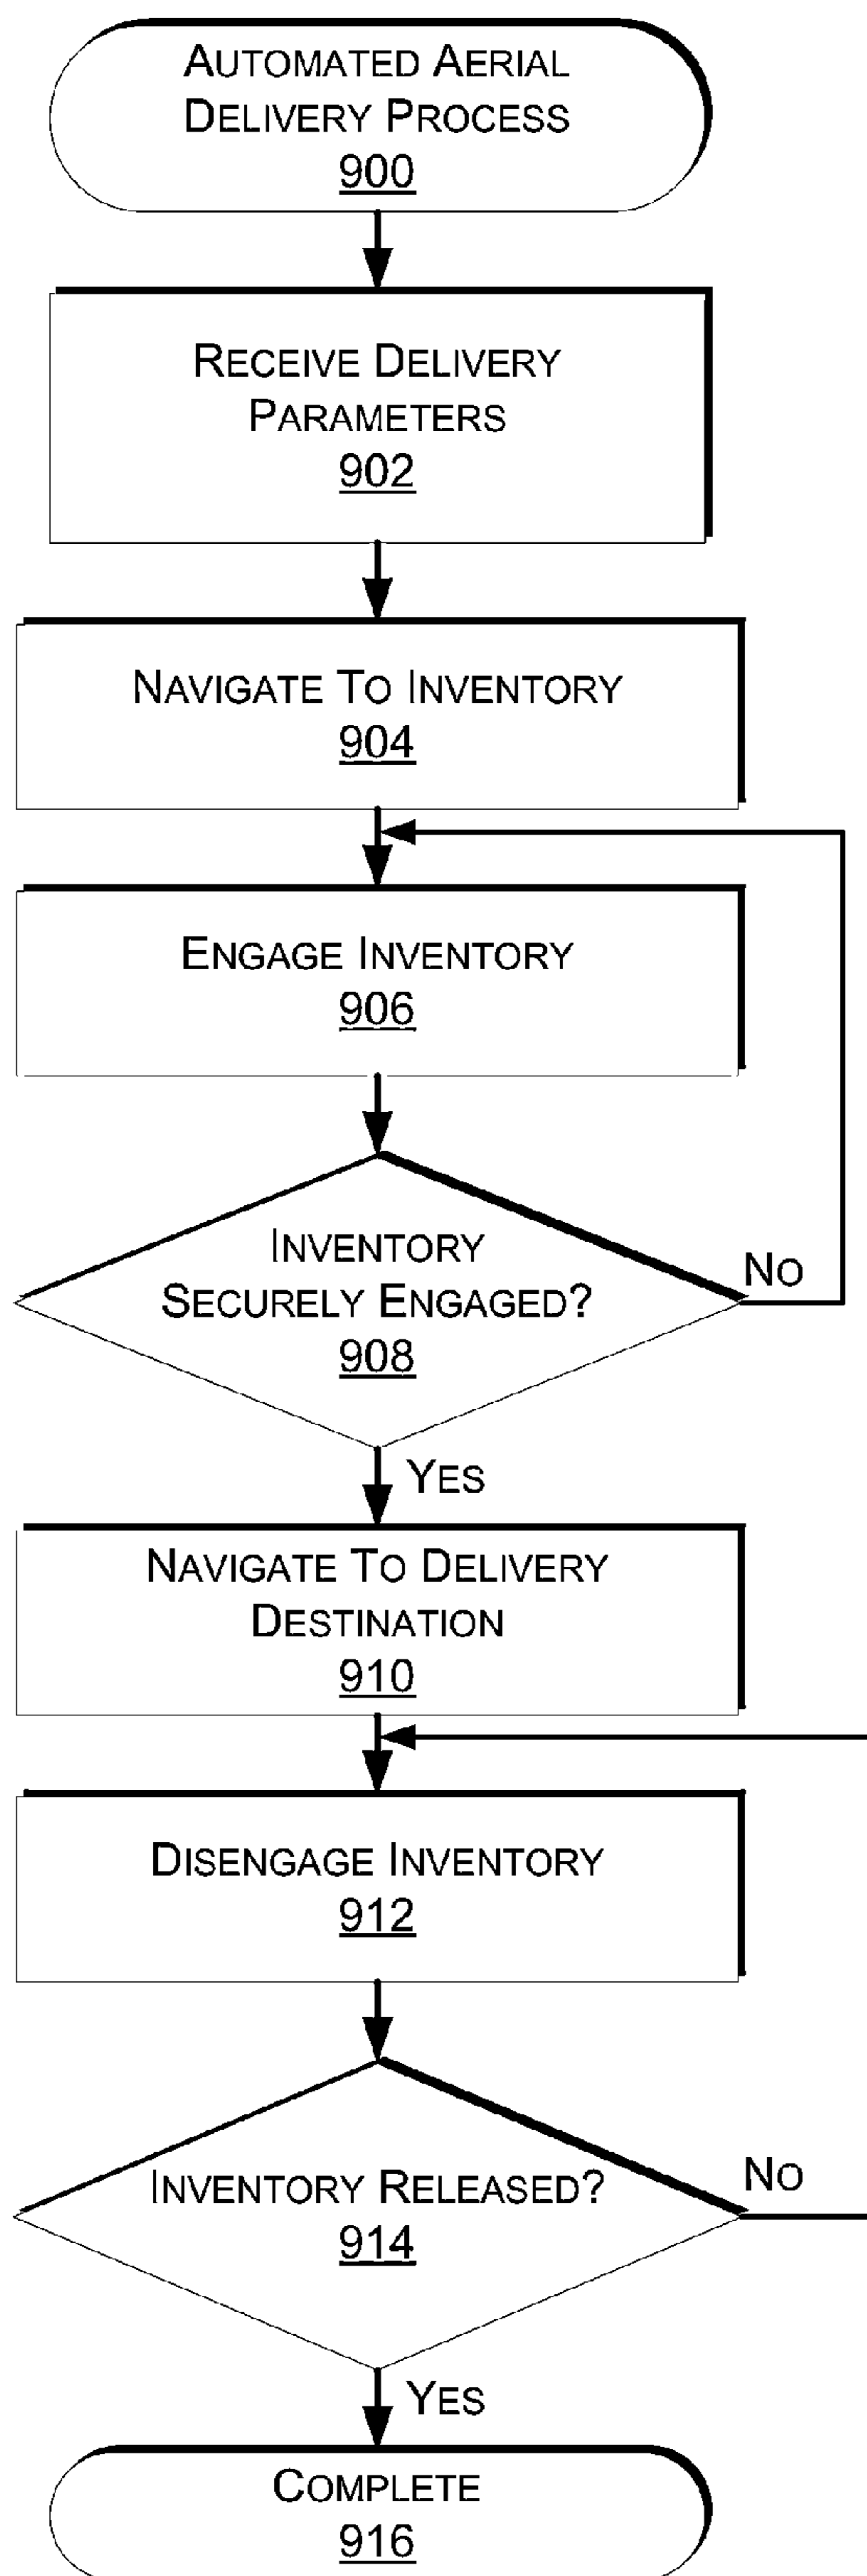 AUTOMATED AERIAL
DELIVERY PROCESS
900
RECEIVE DELIVERY
PARAMETERS
902
NAVIGATE TO INVENTORY
904
ENGAGE INVENTORY
906
INVENTORY
SECURELY ENGAGED?
908
NO
YES
NAVIGATE TO DELIVERY
DESTINATION
910
DISENGAGE INVENTORY
912
INVENTORY RELEASED?
914
NO
YES
COMPLETE
916